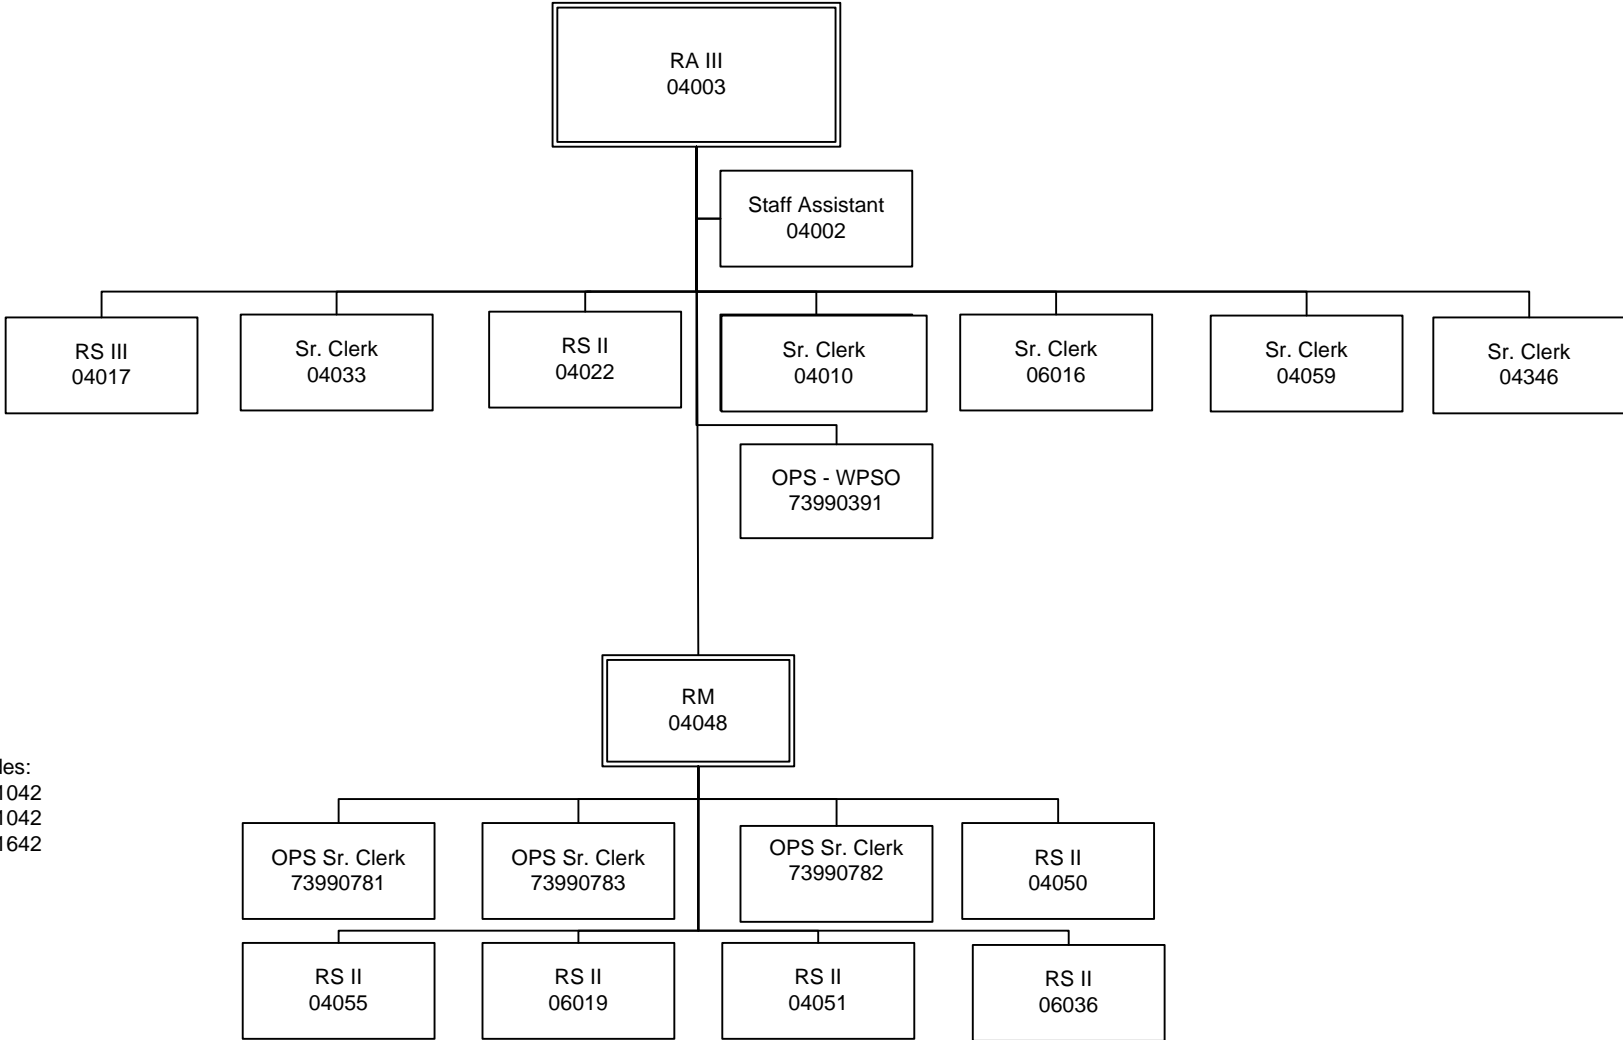 RA III
04003
Staff Assistant
04002
RS III
04017
Sr. Clerk
04033
RS II
04022
Sr. Clerk
04010
Sr. Clerk
06016
Sr. Clerk
04059
Sr. Clerk
04346
OPS - WPSO
73990391
RM
04048
les:
1042
1042
1642
OPS Sr. Clerk
73990781
OPS Sr. Clerk
73990783
OPS Sr. Clerk
73990782
RS II
04050
RS II
04055
RS II
06019
RS II
04051
RS II
06036